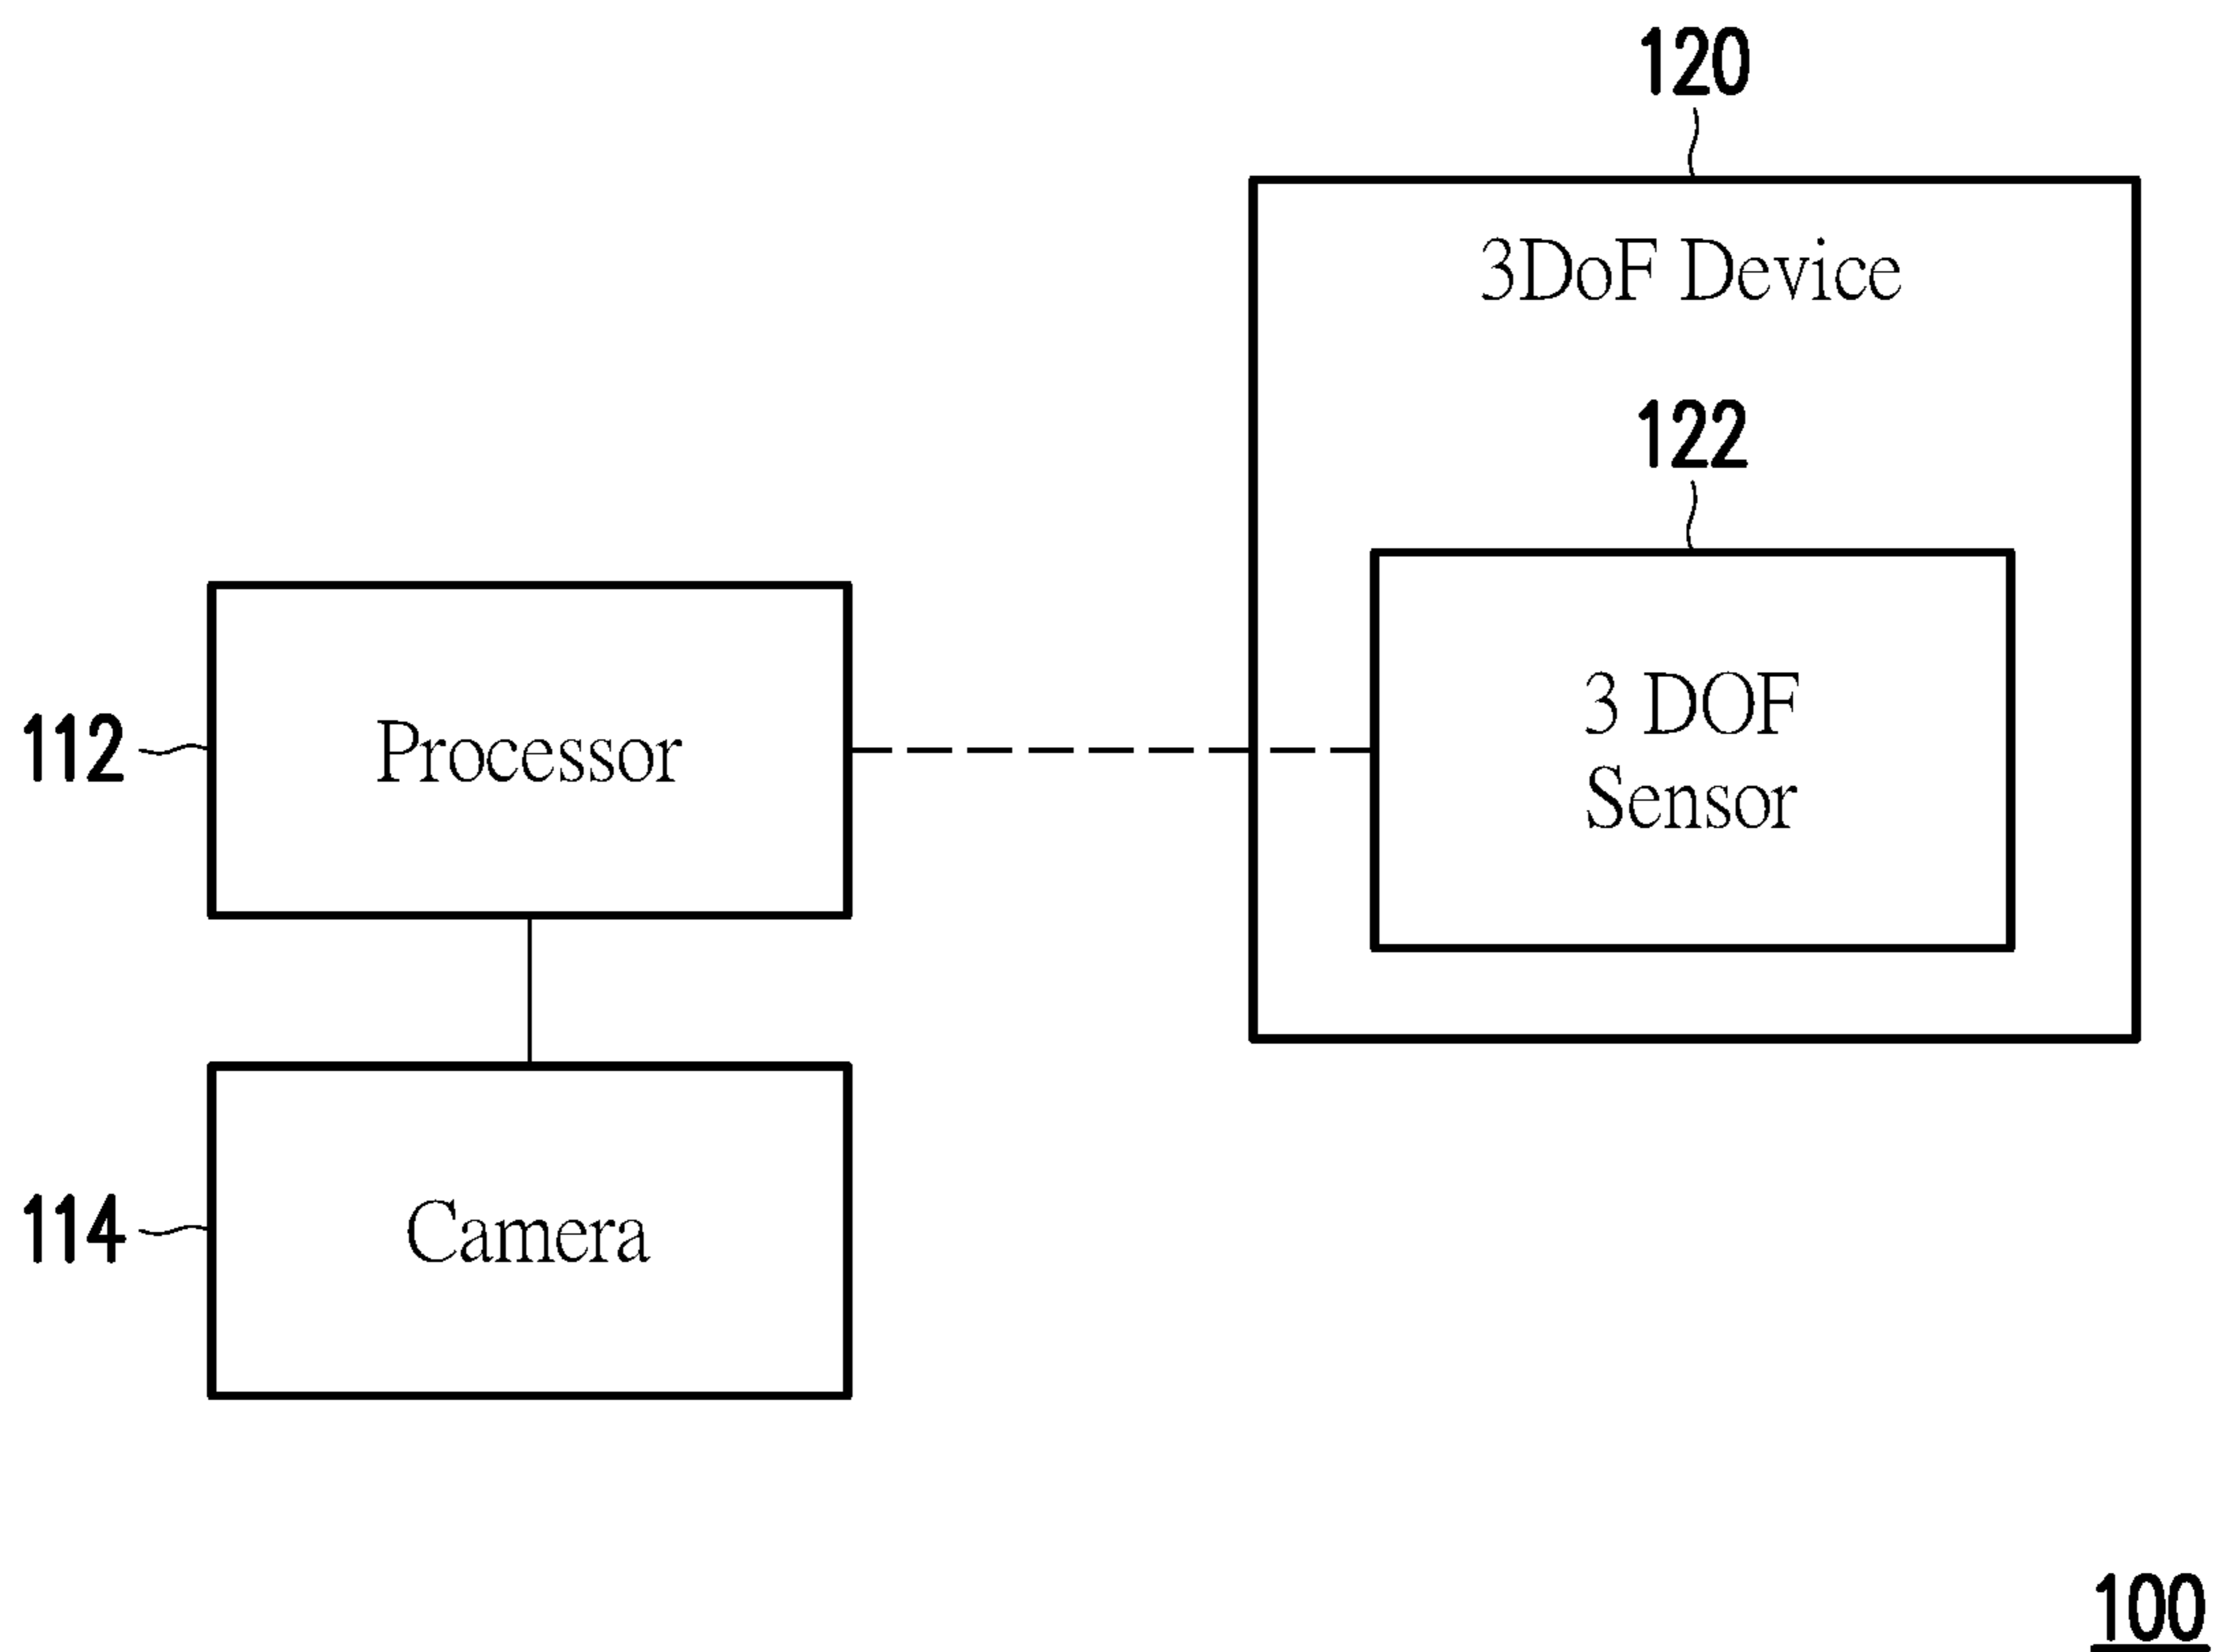 120
3DoF Device
122
3 DOF
Sensor
112
Processor
114
Camera
100